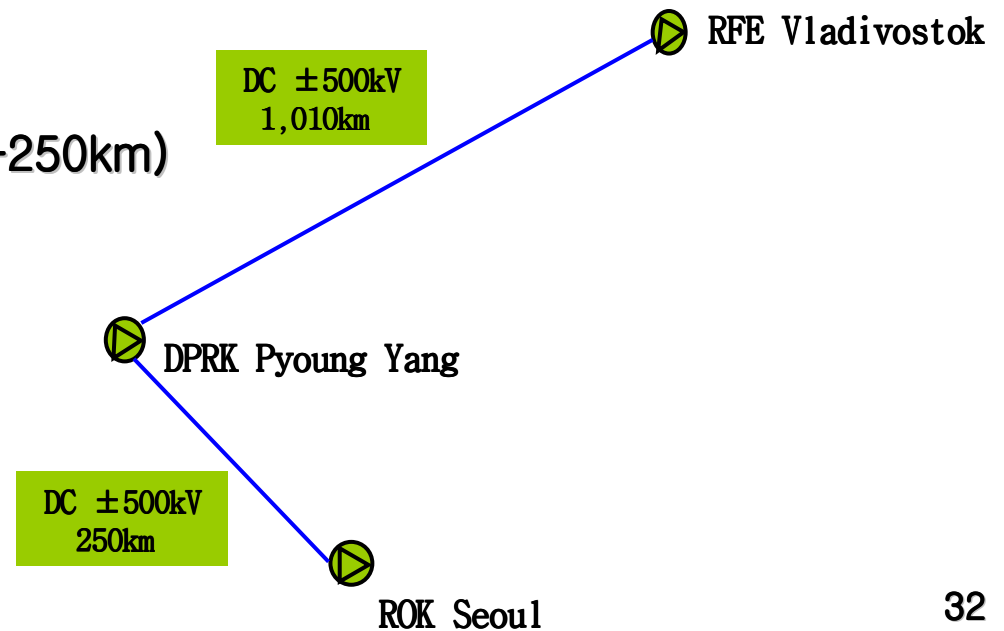 RFE Vladivostok
DC ±500kV
1,010km
-250km)
DPRK Pyoung Yang
DC ±500kV
250km
ROK Seoul
32